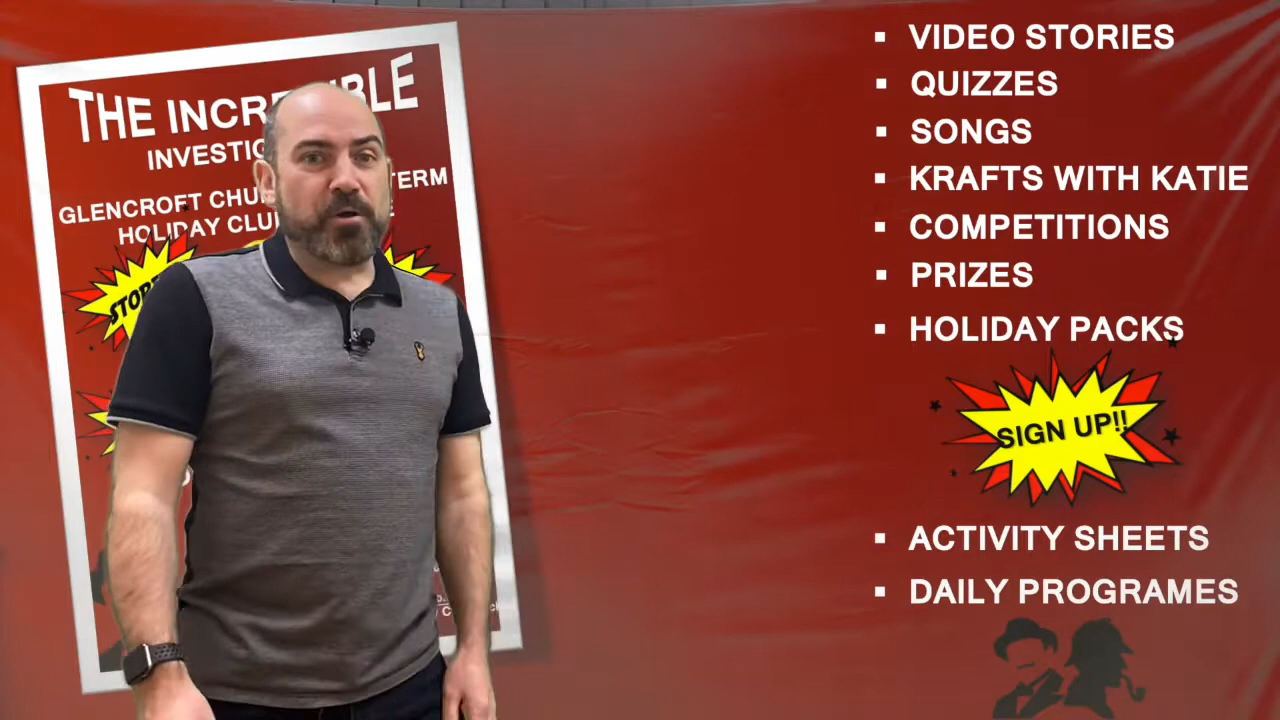 THE
INVESTIG
GLENCROFT CHU TERM
HOLIDAY CLU
VIDEO STORIES
QUIZZES
SONGS
KRAFTS WITH KATIE
COMPETITIONS
PRIZES
HOLIDAY PACKS
SIGN UP!!
ACTIVITY SHEETS
DAILY PROGRAMES